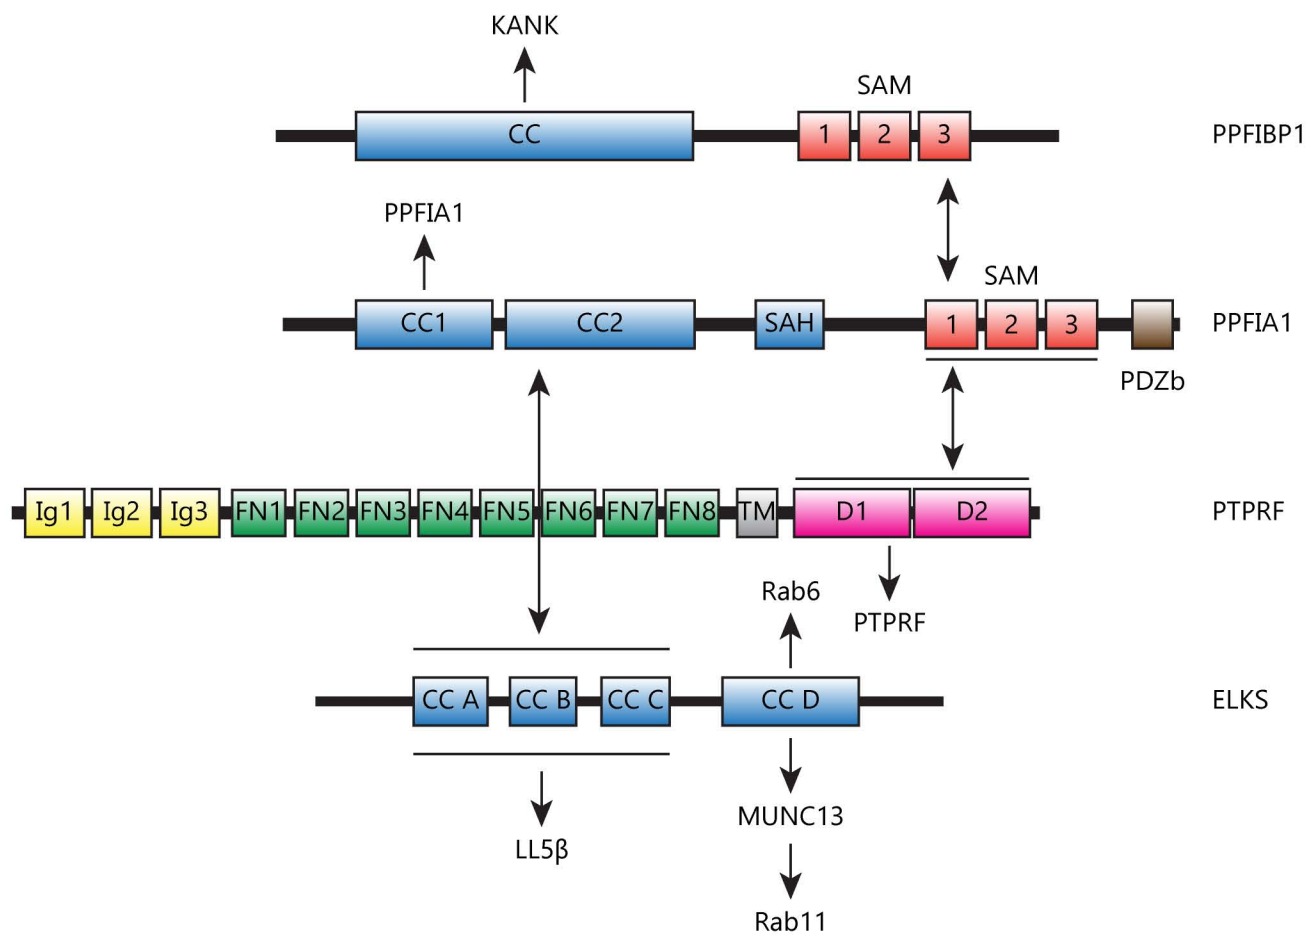 KANK
SAM
CC 1 2 3 PPFIBP1
PPFIA1
SAM
CC1 CC2 SAH 1 2 3 PPFIA1
PDZb
Ig1 Ig2 Ig3 FN1 FN2 FN3 FN4 FN5 FN6 FN7 FN8 TM D1 D2 PTPRF
Rab6
PTPRF
CC A CC B CC C CC D ELKS
MUNC13
LL5β
Rab11